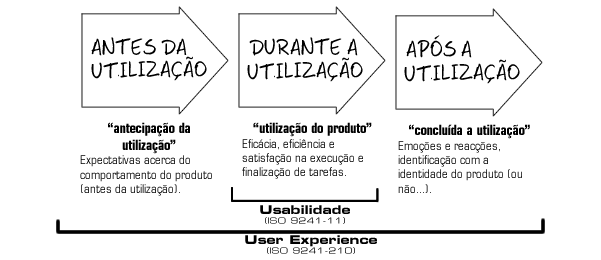 ANTES DA
UTILIZAÇÃO
DURANTE A
UTILIZAÇÃO
APÓS A
UTILIZAÇÃO
“antecipação da
utilização”
Expectativas acerca do
comportamento do produto
(antes da utilização).
“utilização do produto”
Eficácia, eficiência e
satisfação na execução e
finalização de tarefas.
“concluída a utilização”
Emoções e reacções,
identificação com a
identidade do produto (ou
não...).
Usabilidade
(ISO 9241-11)
User Experience
(ISO 9241-210)